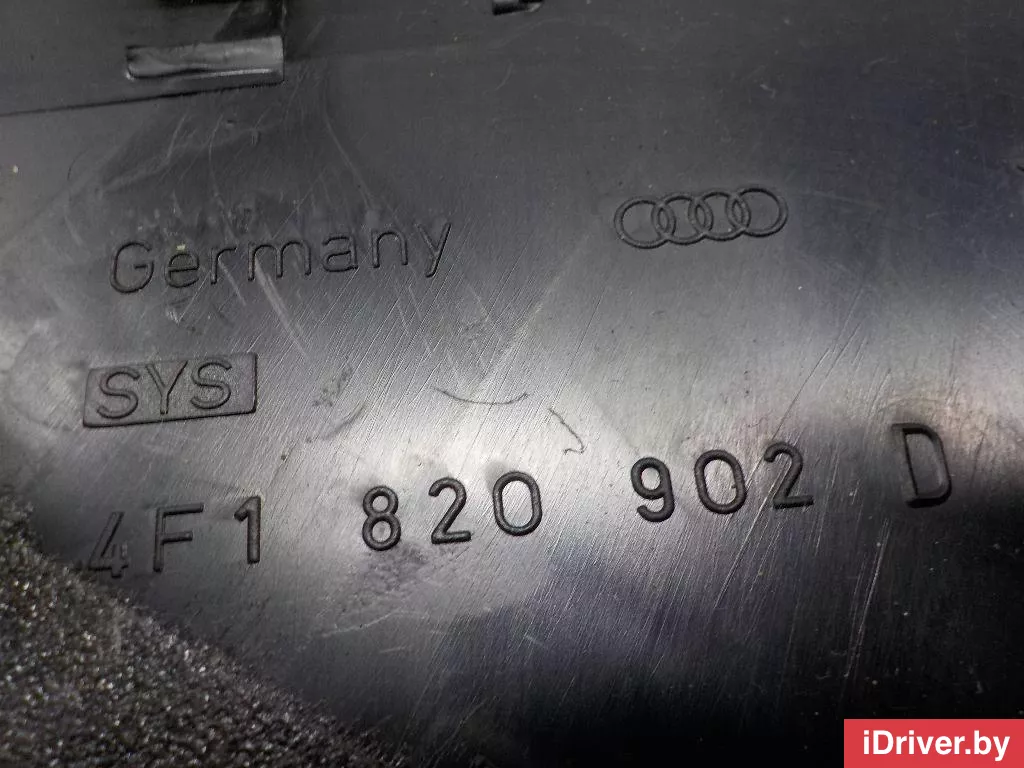 Germany
SYS
4F1 820 902 D
iDriver.by